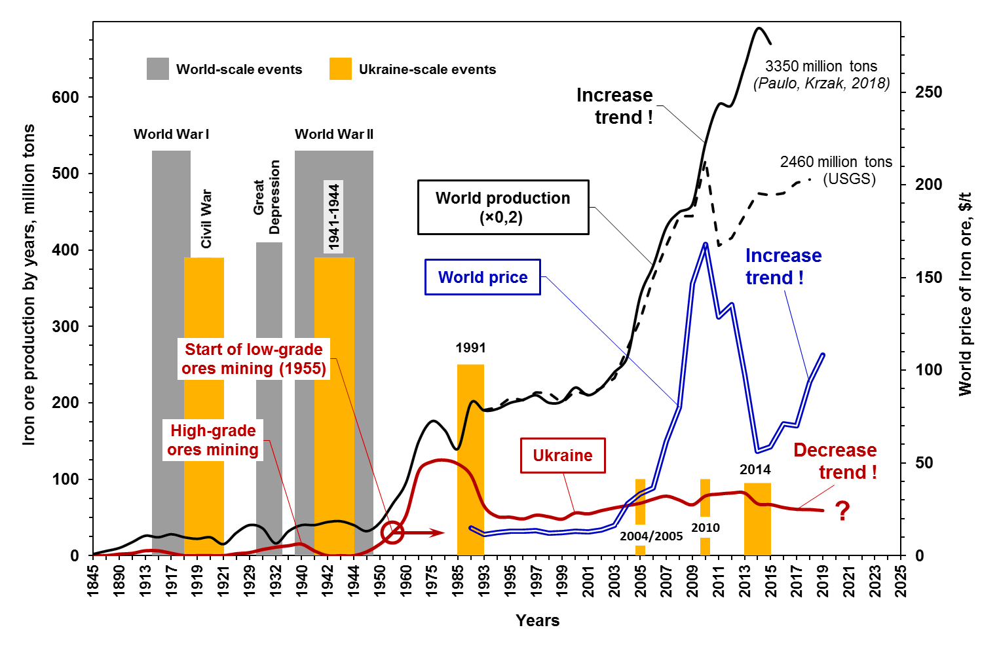 World-scale events
Ukraine-scale events
3350 million tons
(Paulo, Krzak, 2018)
Increase
trend !
World War I
World War II
2460 million tons
(USGS)
Civil War
Great
Depression
1941-1944
World production
(×0,2)
World price
Increase
trend !
Start of low-grade
ores mining (1955)
1991
High-grade
ores mining
Ukraine
Decrease
trend !
2014
?
2004/2005
2010
Iron ore production by years, million tons
600
500
400
300
200
100
0
World price of Iron ore, $/t
250
200
150
100
50
0
1845
1890
1913
1917
1919
1921
1929
1932
1940
1942
1944
1950
1960
1975
1985
1993
1995
1997
1999
2001
2003
2005
2007
2009
2011
2013
2015
2017
2019
2021
2023
2025
Years